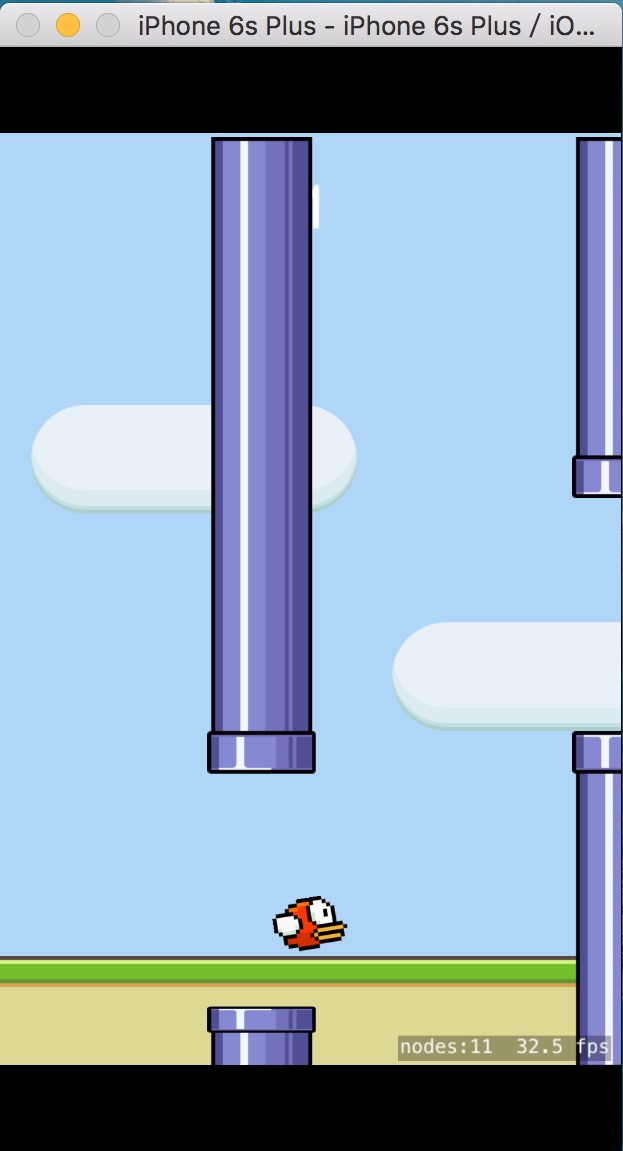 iPhone 6s Plus - iPhone 6s Plus / iO...
nodes:11 32.5 fps